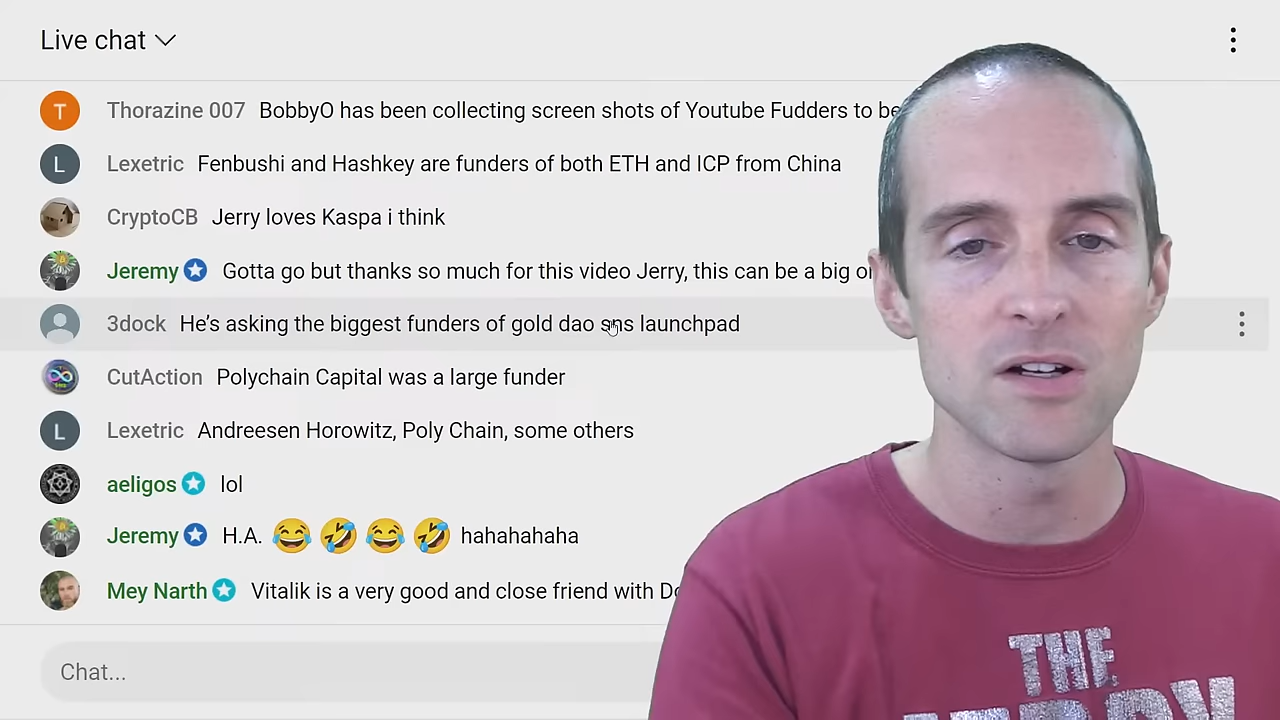 Live chat
T Thorazine 007 BobbyO has been collecting screen shots of Youtube Fudders to be
L Lexetric Fenbushi and Hashkey are funders of both ETH and ICP from China
CryptoCB Jerry loves Kaspa i think
Jeremy Gotta go but thanks so much for this video Jerry, this can be a big
3dock He’s asking the biggest funders of gold dao sns launchpad
CutAction Polychain Capital was a large funder
L Lexetric Andreesen Horowitz, Poly Chain, some others
aeligos lol
Jeremy H.A. 😂 🤣 😂 🤣 hahahahaha
Mey Narth Vitalik is a very good and close friend with
Chat...
THE